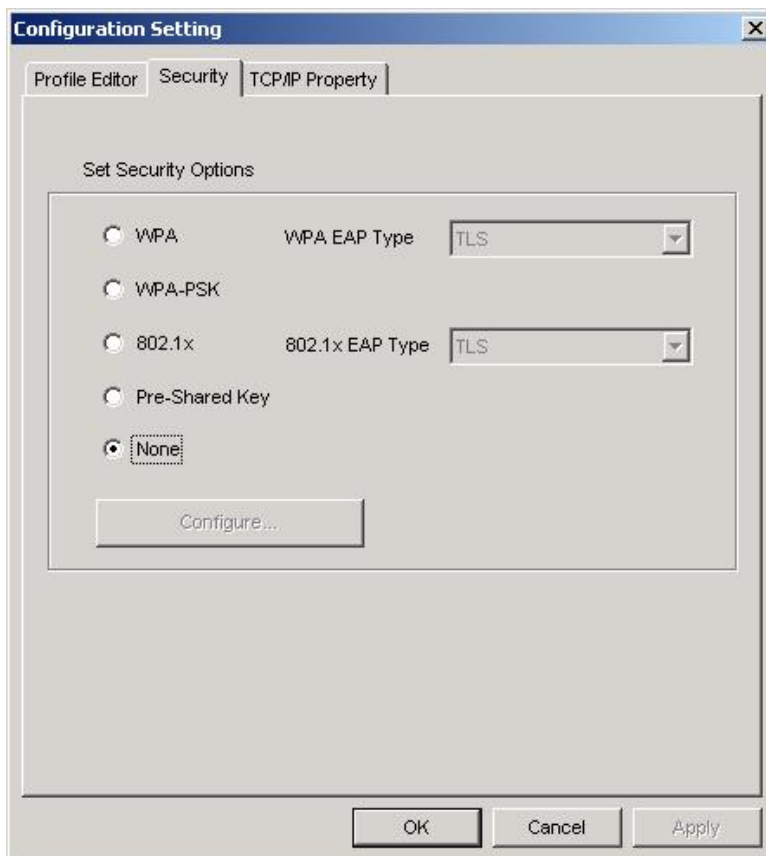 Configuration Setting
Profile Editor Security TCP/IP Property
Set Security Options
WPA WPA EAP Type TLS
WPA-PSK
802.1x 802.1x EAP Type TLS
Pre-Shared Key
None
Configure...
OK Cancel Apply